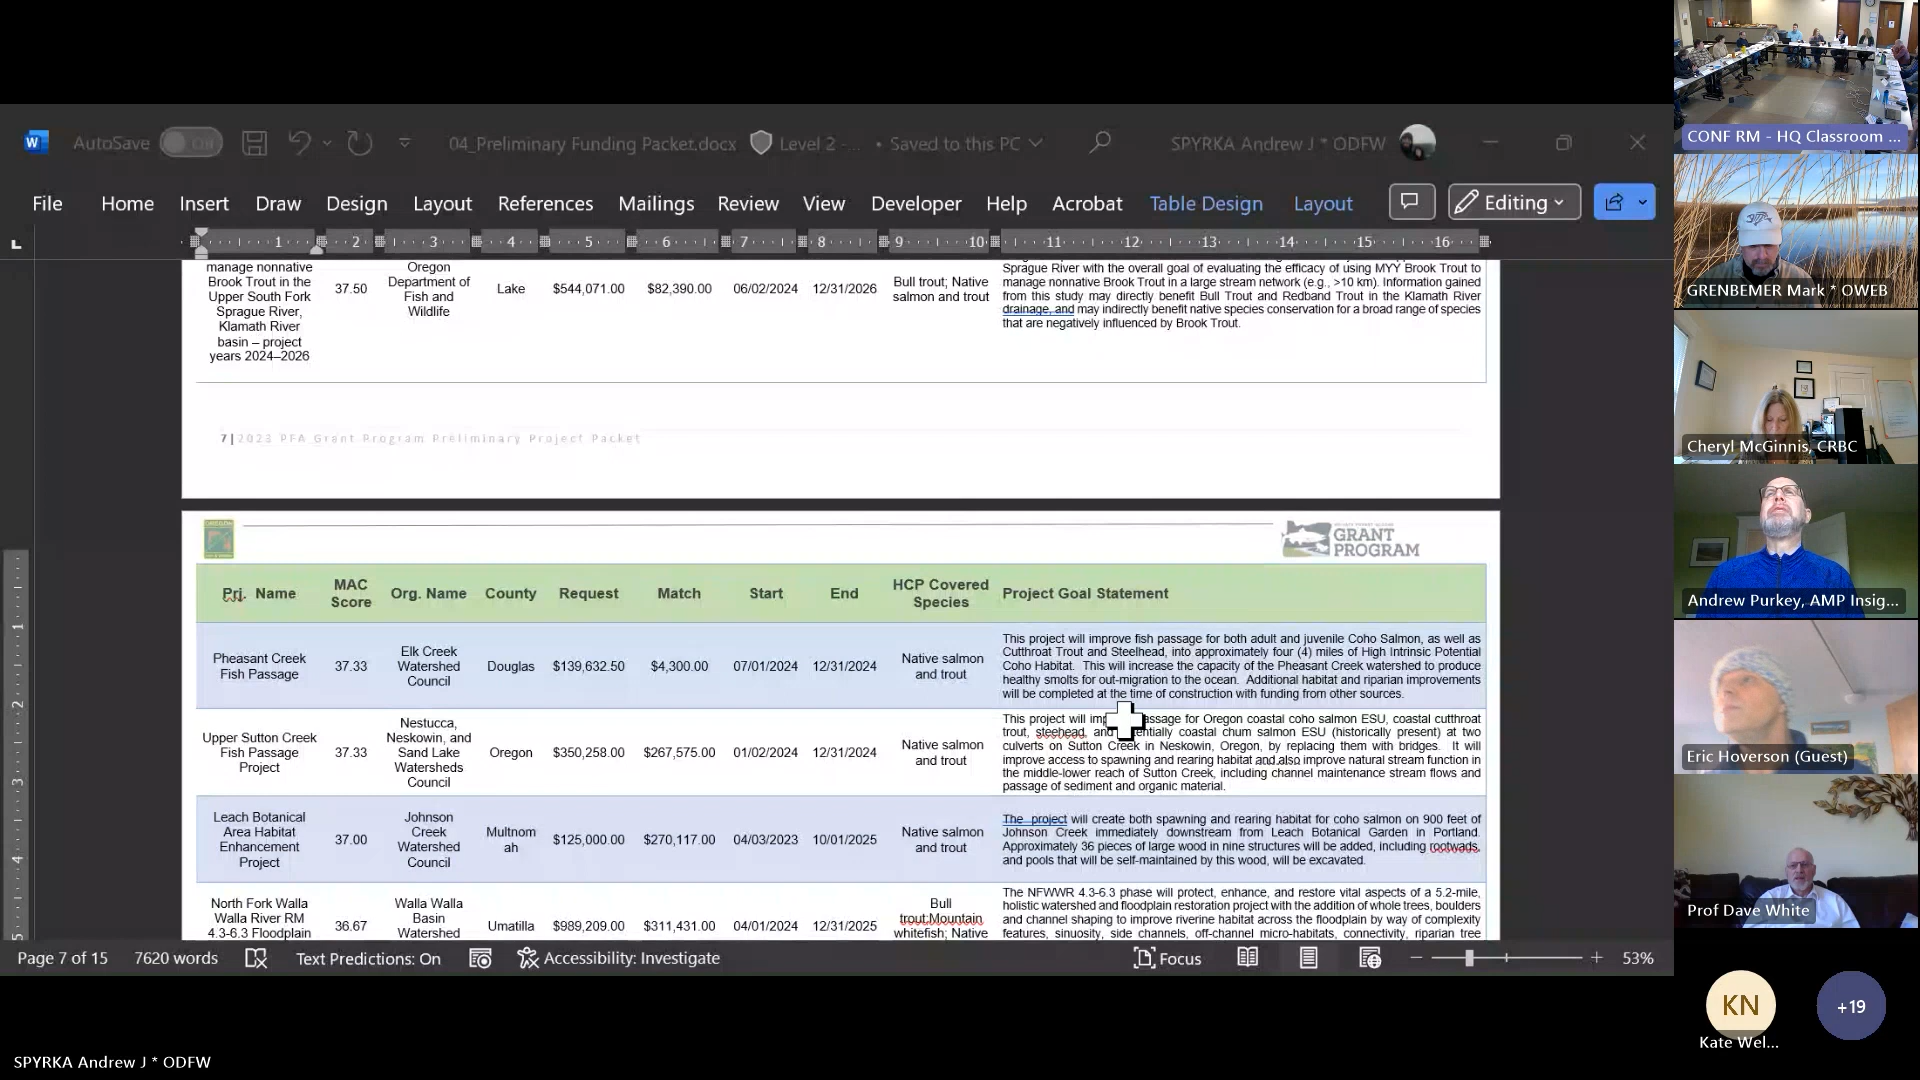 AutoSave
Off
04_Preliminary Funding Packet.docx
Level 2 -...
• Saved to this PC
SPYRKA Andrew J * ODFW
File
Home
Insert
Draw
Design
Layout
References
Mailings
Review
View
Developer
Help
Acrobat
Table Design
Layout
Editing
1 2 3 4 5 6 7 8 9 10 11 12 13 14 15 16
manage nonnative
Brook Trout in the
Upper South Fork
Sprague River,
Klamath River
basin – project
years 2024–2026
37.50
Oregon
Department of
Fish and
Wildlife
Lake
$544,071.00
$82,390.00
06/02/2024
12/31/2026
Bull trout; Native
salmon and trout
Sprague River with the overall goal of evaluating the efficacy of using MYY Brook Trout to
manage nonnative Brook Trout in a large stream network (e.g., >10 km). Information gained
from this study may directly benefit Bull Trout and Redband Trout in the Klamath River
drainage, and may indirectly benefit native species conservation for a broad range of species
that are negatively influenced by Brook Trout.
7|2023 PFA Grant Program Preliminary Project Packet
GRANT
PROGRAM
Prj. Name
MAC
Score
Org. Name
County
Request
Match
Start
End
HCP Covered
Species
Project Goal Statement
Pheasant Creek
Fish Passage
37.33
Elk Creek
Watershed
Council
Douglas
$139,632.50
$4,300.00
07/01/2024
12/31/2024
Native salmon
and trout
This project will improve fish passage for both adult and juvenile Coho Salmon, as well as
Cutthroat Trout and Steelhead, into approximately four (4) miles of High Intrinsic Potential
Coho Habitat. This will increase the capacity of the Pheasant Creek watershed to produce
healthy smolts for out-migration to the ocean. Additional habitat and riparian improvements
will be completed at the time of construction with funding from other sources.
Upper Sutton Creek
Fish Passage
Project
37.33
Nestucca,
Neskowin, and
Sand Lake
Watersheds
Council
Oregon
$350,258.00
$267,575.00
01/02/2024
12/31/2024
Native salmon
and trout
This project will passage for Oregon coastal coho salmon ESU, coastal cutthroat
trout, steehead, and coastal chum salmon ESU (historically present) at two
culverts on Sutton Creek in Neskowin, Oregon, by replacing them with bridges. It will
improve access to spawning and rearing habitat and also improve natural stream function in
the middle-lower reach of Sutton Creek, including channel maintenance stream flows and
passage of sediment and organic material.
Leach Botanical
Area Habitat
Enhancement
Project
37.00
Johnson
Creek
Watershed
Council
Multnom
ah
$125,000.00
$270,117.00
04/03/2023
10/01/2025
Native salmon
and trout
The project will create both spawning and rearing habitat for coho salmon on 900 feet of
Johnson Creek immediately downstream from Leach Botanical Garden in Portland.
Approximately 36 pieces of large wood in nine structures will be added, including rootwads,
and pools that will be self-maintained by this wood, will be excavated.
North Fork Walla
Walla River RM
4.3-6.3 Floodplain
36.67
Walla Walla
Basin
Watershed
Umatilla
$989,209.00
$311,431.00
04/01/2024
12/31/2025
Bull
trout;Mountain
whitefish; Native
The NFWWR 4.3-6.3 phase will protect, enhance, and restore vital aspects of a 5.2-mile,
holistic watershed and floodplain restoration project with the addition of whole trees, boulders
and channel shaping to improve riverine habitat across the floodplain by way of complexity
features, sinuosity, side channels, off-channel micro-habitats, connectivity, riparian tree
Page 7 of 15
7620 words
Text Predictions: On
Accessibility: Investigate
Focus
53%
CONF RM - HQ Classroom ...
GRENBEMER Mark * OWEB
Cheryl McGinnis, CRBC
Andrew Purkey, AMP Insig...
Eric Hoverson (Guest)
Prof Dave White
KN
Kate Wel...
+19
SPYRKA Andrew J * ODFW